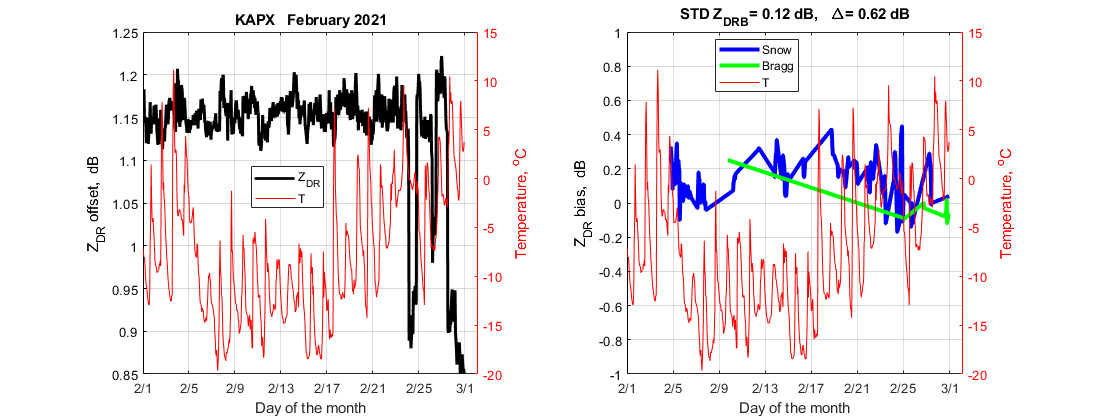 KAPX February 2021
1.25
1.2
1.15
1.1
1.05
1
0.95
0.9
0.85
Z_DR offset, dB
Z_DR
T
15
10
5
0
-5
-10
-15
-20
Temperature, °C
2/1 2/5 2/9 2/13 2/17 2/21 2/25 3/1
Day of the month
STD Z_DRB = 0.12 dB, Δ = 0.62 dB
1
0.8
0.6
0.4
0.2
0
-0.2
-0.4
-0.6
-0.8
-1
Z_DR bias, dB
Snow
Bragg
T
15
10
5
0
-5
-10
-15
-20
Temperature, °C
2/1 2/5 2/9 2/13 2/17 2/21 2/25 3/1
Day of the month